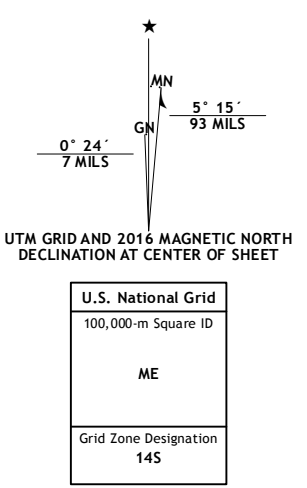 ★
MN
5° 15´
93 MILS
GN
0° 24´
7 MILS
UTM GRID AND 2016 MAGNETIC NORTH
DECLINATION AT CENTER OF SHEET
U.S. National Grid
100,000-m Square ID
ME
Grid Zone Designation
14S